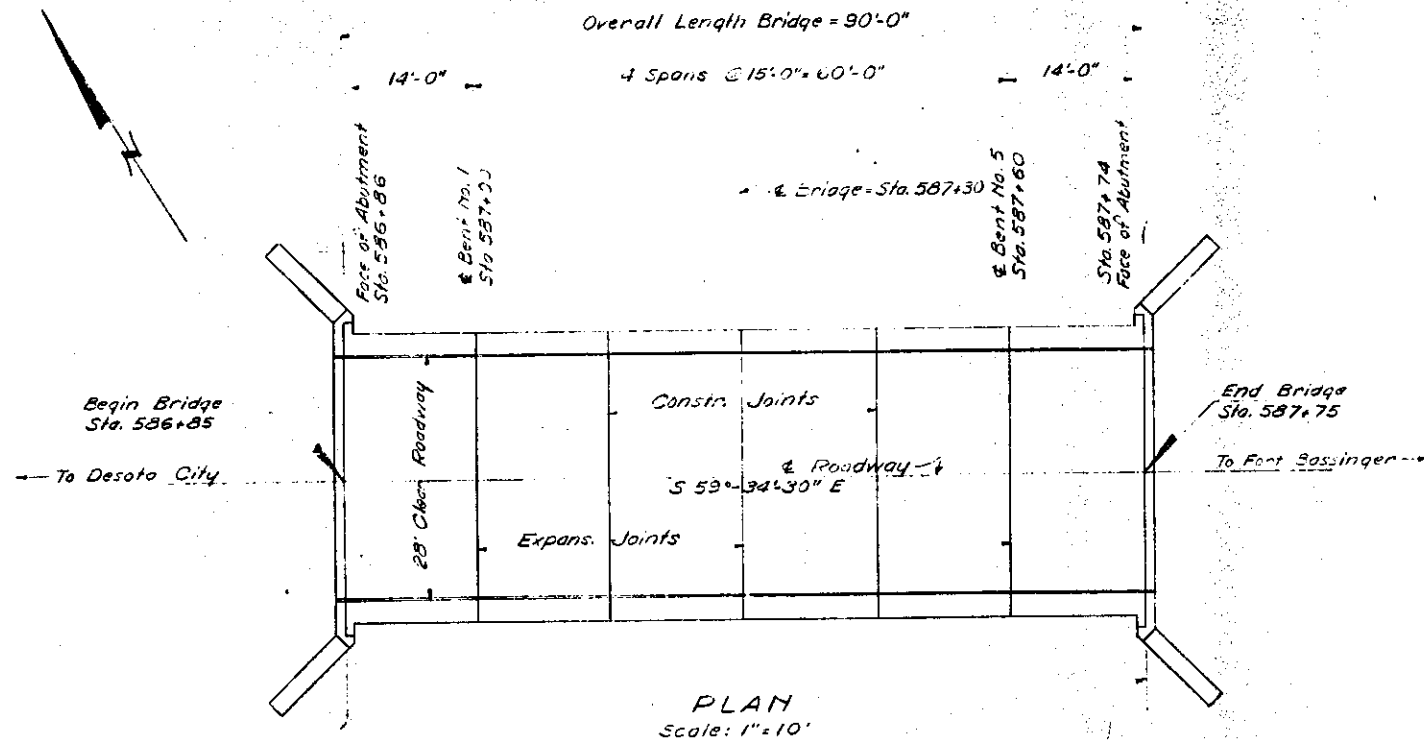 Overall Length Bridge = 90'-0"
14'-0"
4 Spans @ 15'-0" = 60'-0"
14'-0"
Face of Abutment
Sta. 586+86
℄ Bent No. 1
Sta 587+00
℄ Bridge = Sta. 587+30
℄ Bent No. 5
Sta. 587+60
Sta. 587+74
Face of Abutment
N
Begin Bridge
Sta. 586+85
To Desoto City
28' Clear Roadway
Constr. Joints
℄ Roadway
S 59°-34'-30" E
Expans. Joints
End Bridge
Sta. 587+75
To Fort Bassinger
PLAN
Scale: 1"=10'